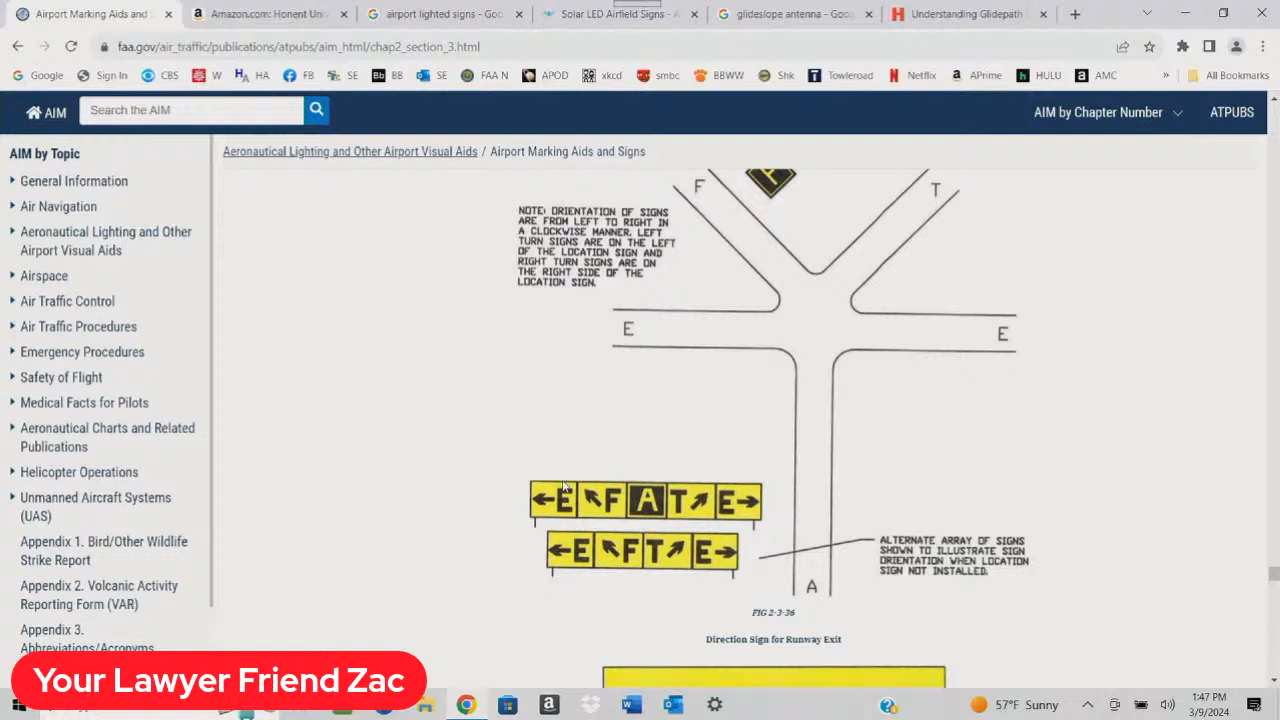 Airport Marking Aids and
Amazon.com: Honest Uni
airport lighted signs - Goo
Solar LED Airfield Signs - A
glideslope antenna - Goog
Understanding Glidepath
faa.gov/air_traffic/publications/atpubs/aim_html/chap2_section_3.html
Google
Sign In
CBS
W
HA
FB
SE
BB
SE
FAA N
APOD
xkcd
smbc
BBWW
Shk
Towleroad
Netflix
APrime
HULU
AMC
»
All Bookmarks
AIM
Search the AIM
AIM by Chapter Number
ATPUBS
AIM by Topic
General Information
Air Navigation
Aeronautical Lighting and Other
Airport Visual Aids
Airspace
Air Traffic Control
Air Traffic Procedures
Emergency Procedures
Safety of Flight
Medical Facts for Pilots
Aeronautical Charts and Related
Publications
Helicopter Operations
Unmanned Aircraft Systems
(UAS)
Appendix 1. Bird/Other Wildlife
Strike Report
Appendix 2. Volcanic Activity
Reporting Form (VAR)
Appendix 3.
Abbreviations/Acronyms
Aeronautical Lighting and Other Airport Visual Aids / Airport Marking Aids and Signs
F
T
NOTE: ORIENTATION OF SIGNS
ARE FROM LEFT TO RIGHT IN
A CLOCKWISE MANNER. LEFT
TURN SIGNS ARE ON THE LEFT
OF THE LOCATION SIGN AND
RIGHT TURN SIGNS ARE ON
THE RIGHT SIDE OF THE
LOCATION SIGN.
E
E
←E ↖F A T↗ E→
←E ↖F T↗ E→
ALTERNATE ARRAY OF SIGNS
SHOWN TO ILLUSTRATE SIGN
ORIENTATION WHEN LOCATION
SIGN NOT INSTALLED.
A
FIG 2-3-36
Direction Sign for Runway Exit
Your Lawyer Friend Zac
57°F Sunny
1:47 PM
3/9/2024